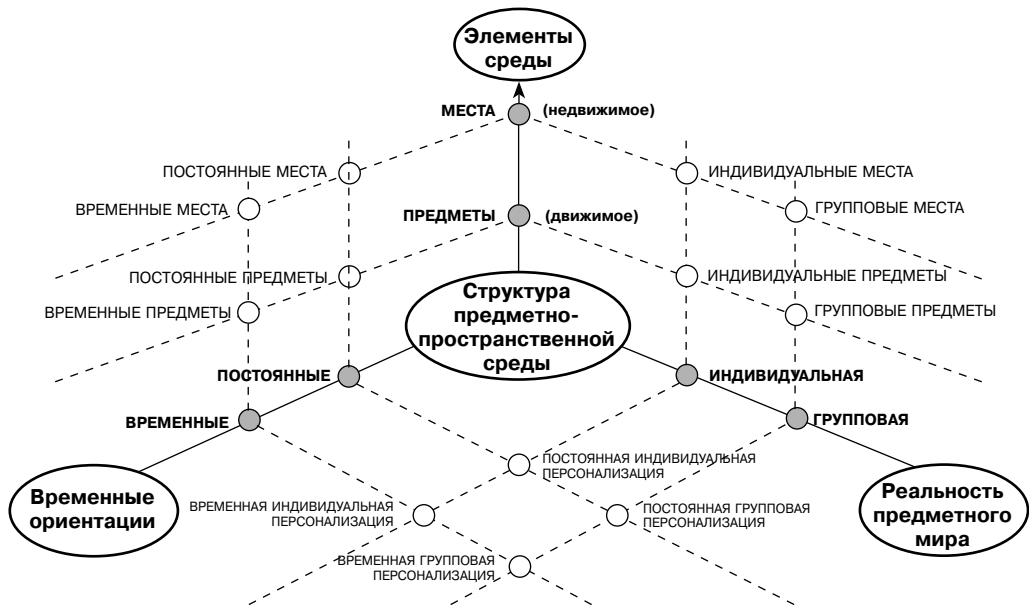 Элементы
среды
МЕСТА
(недвижимое)
ПОСТОЯННЫЕ МЕСТА
ИНДИВИДУАЛЬНЫЕ МЕСТА
ВРЕМЕННЫЕ МЕСТА
ГРУППОВЫЕ МЕСТА
ПРЕДМЕТЫ
(движимое)
ПОСТОЯННЫЕ ПРЕДМЕТЫ
ИНДИВИДУАЛЬНЫЕ ПРЕДМЕТЫ
ВРЕМЕННЫЕ ПРЕДМЕТЫ
ГРУППОВЫЕ ПРЕДМЕТЫ
Структура
предметно-
пространственной
среды
ПОСТОЯННЫЕ
ИНДИВИДУАЛЬНАЯ
ВРЕМЕННЫЕ
ГРУППОВАЯ
ПОСТОЯННАЯ ИНДИВИДУАЛЬНАЯ
ПЕРСОНАЛИЗАЦИЯ
Временные
ориентации
ВРЕМЕННАЯ ИНДИВИДУАЛЬНАЯ
ПЕРСОНАЛИЗАЦИЯ
ПОСТОЯННАЯ ГРУППОВАЯ
ПЕРСОНАЛИЗАЦИЯ
Реальность
предметного
мира
ВРЕМЕННАЯ ГРУППОВАЯ
ПЕРСОНАЛИЗАЦИЯ